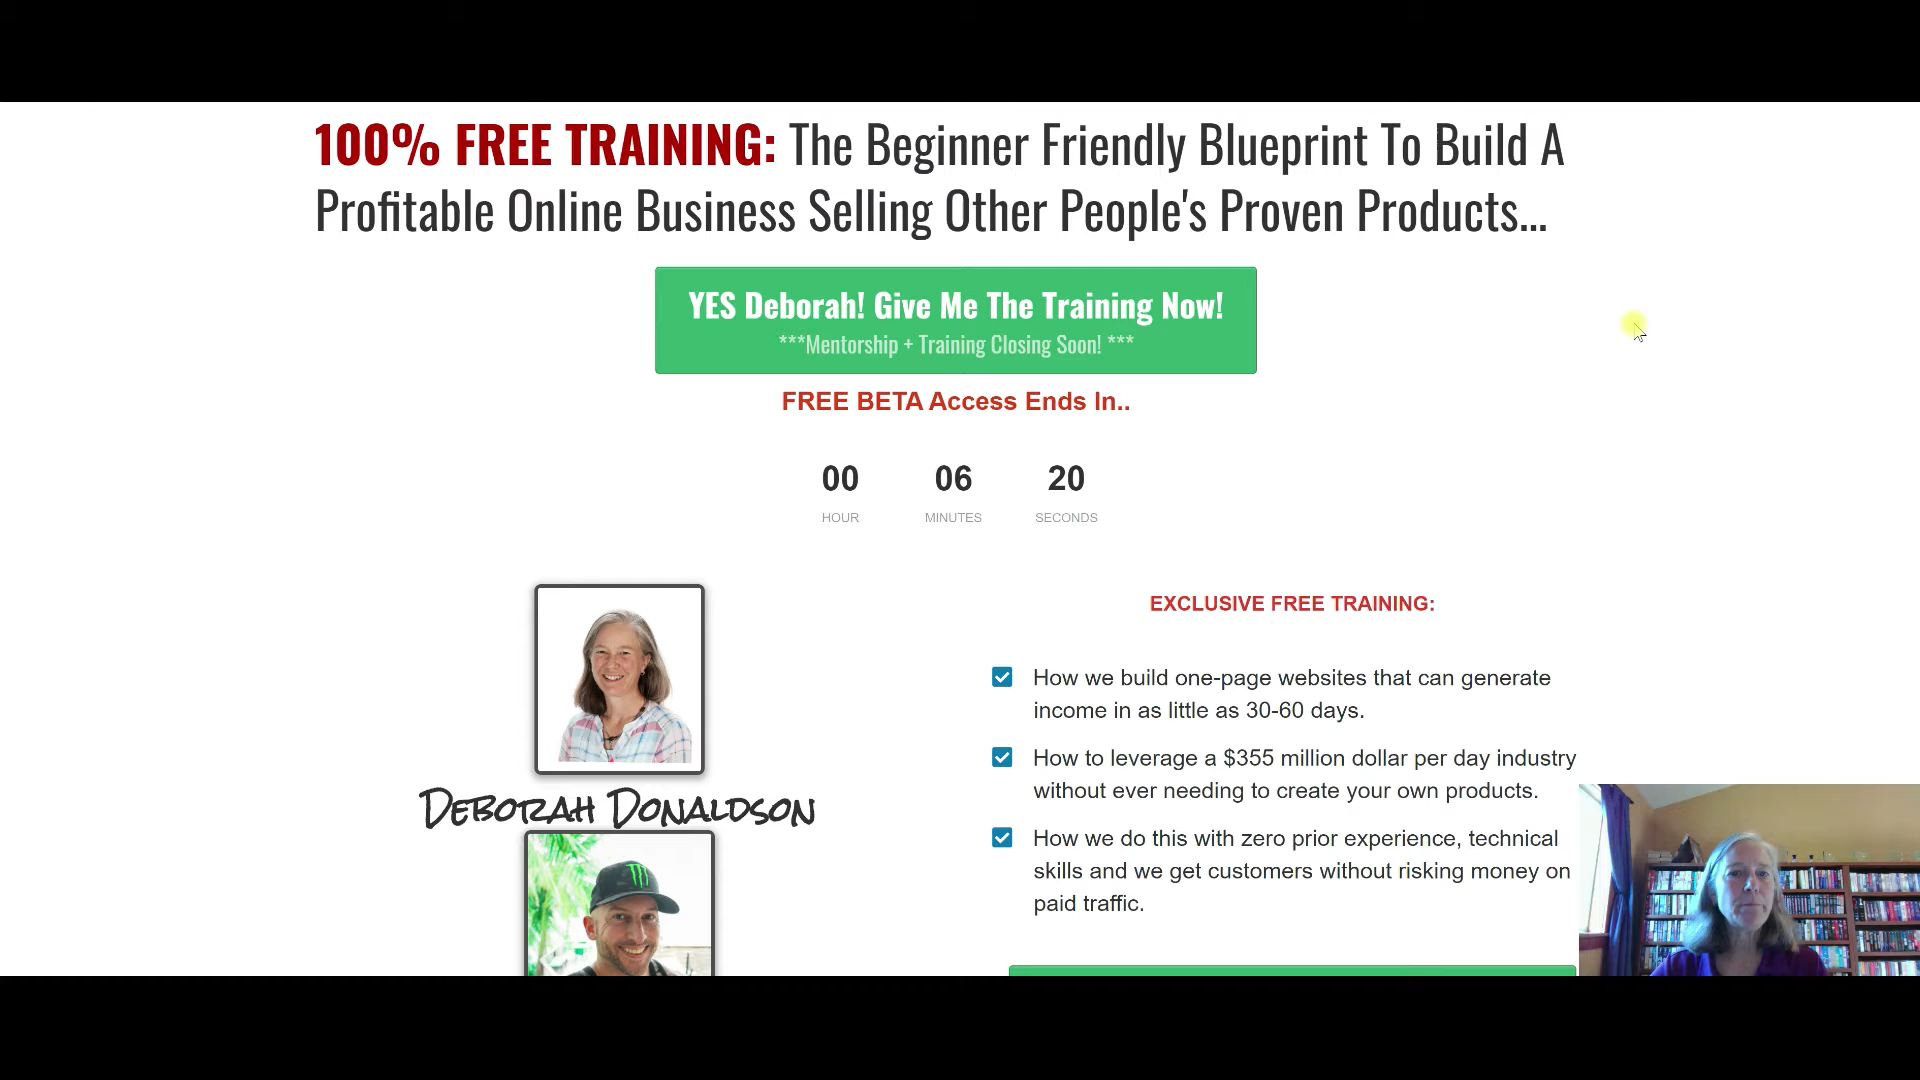 100% FREE TRAINING: The Beginner Friendly Blueprint To Build A
Profitable Online Business Selling Other People's Proven Products...
YES Deborah! Give Me The Training Now!
***Mentorship + Training Closing Soon! ***
FREE BETA Access Ends In..
00 06 20
HOUR MINUTES SECONDS
DEBORAH DONALDSON
EXCLUSIVE FREE TRAINING:
How we build one-page websites that can generate
income in as little as 30-60 days.
How to leverage a $355 million dollar per day industry
without ever needing to create your own products.
How we do this with zero prior experience, technical
skills and we get customers without risking money on
paid traffic.